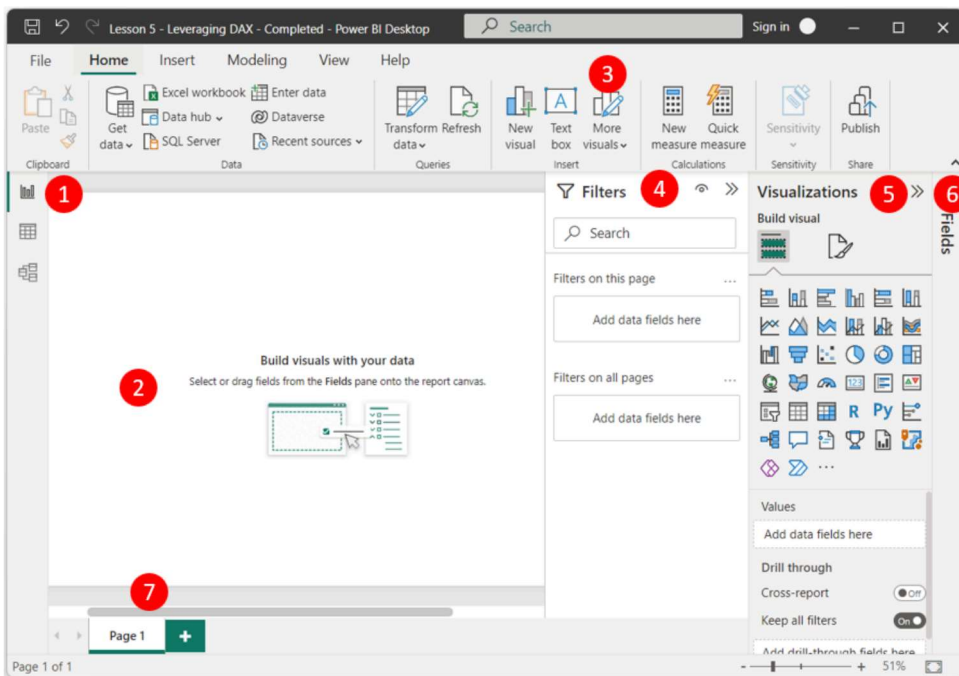 Lesson 5 - Leveraging DAX - Completed - Power BI Desktop
Search
Sign in
File Home Insert Modeling View Help
3
Paste
Get data
Excel workbook
Data hub
SQL Server
Enter data
Dataverse
Recent sources
Transform data
Refresh
New visual
Text box
More visuals
New measure
Quick measure
Sensitivity
Publish
Clipboard
Data
Queries
Insert
Calculations
Sensitivity
Share
1
2
Build visuals with your data
Select or drag fields from the Fields pane onto the report canvas.
Filters
4
Search
Filters on this page ...
Add data fields here
Filters on all pages ...
Add data fields here
Visualizations
5
Build visual
123
R Py
...
Values
Add data fields here
Drill through
Cross-report Off
Keep all filters On
Add drill-through fields here
6
Fields
7
Page 1 +
Page 1 of 1
- + 51%